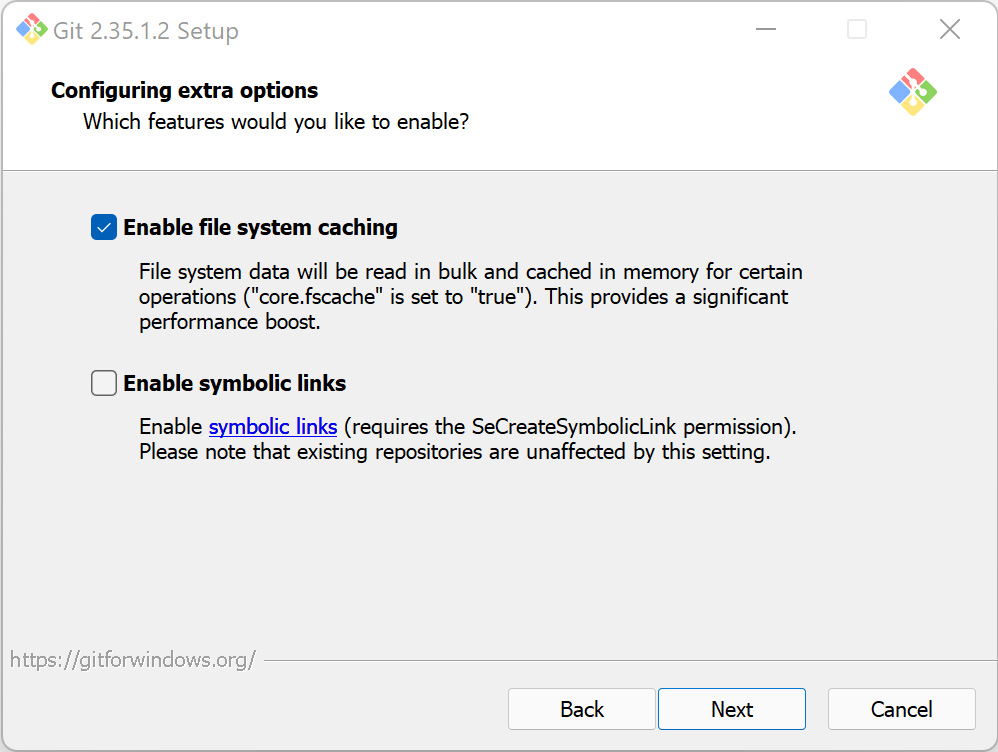 Git 2.35.1.2 Setup
Configuring extra options
Which features would you like to enable?
Enable file system caching
File system data will be read in bulk and cached in memory for certain
operations ("core.fscache" is set to "true"). This provides a significant
performance boost.
Enable symbolic links
Enable symbolic links (requires the SeCreateSymbolicLink permission).
Please note that existing repositories are unaffected by this setting.
https://gitforwindows.org/
Back Next Cancel